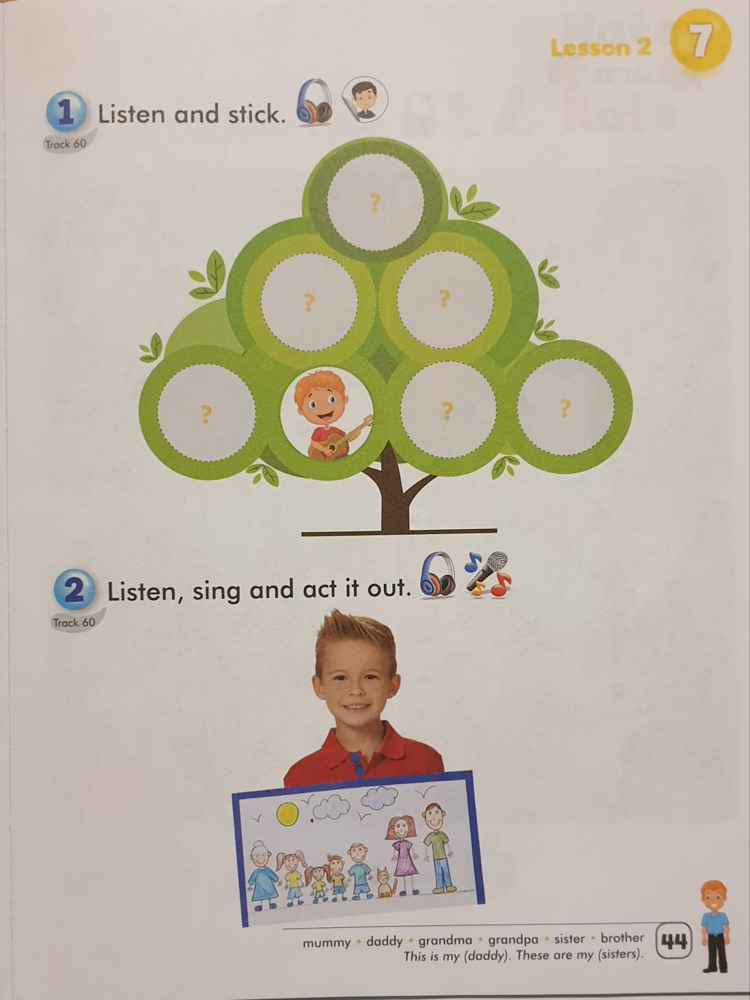 Lesson 2 7
1 Listen and stick.
Track 60
?
? ?
? ? ?
2 Listen, sing and act it out.
Track 60
mummy • daddy • grandma • grandpa • sister • brother
This is my (daddy). These are my (sisters).
44